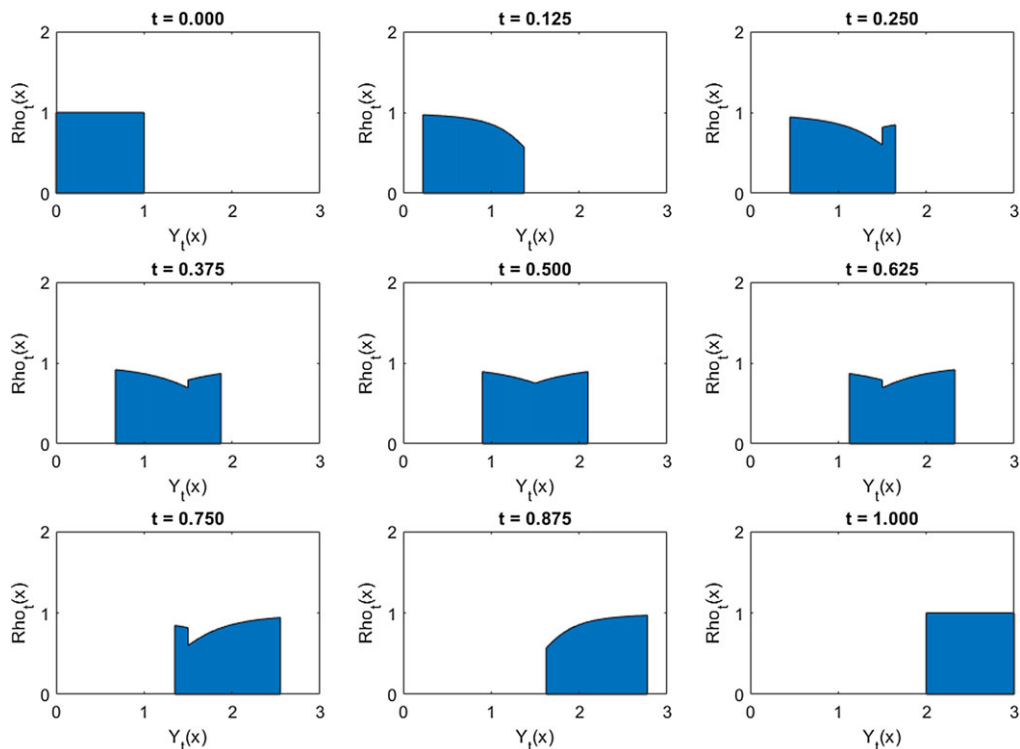 t = 0.000
2
1
0
Rho_t(x)
0 1 2 3
Y_t(x)
t = 0.125
2
1
0
Rho_t(x)
0 1 2 3
Y_t(x)
t = 0.250
2
1
0
Rho_t(x)
0 1 2 3
Y_t(x)
t = 0.375
2
1
0
Rho_t(x)
0 1 2 3
Y_t(x)
t = 0.500
2
1
0
Rho_t(x)
0 1 2 3
Y_t(x)
t = 0.625
2
1
0
Rho_t(x)
0 1 2 3
Y_t(x)
t = 0.750
2
1
0
Rho_t(x)
0 1 2 3
Y_t(x)
t = 0.875
2
1
0
Rho_t(x)
0 1 2 3
Y_t(x)
t = 1.000
2
1
0
Rho_t(x)
0 1 2 3
Y_t(x)